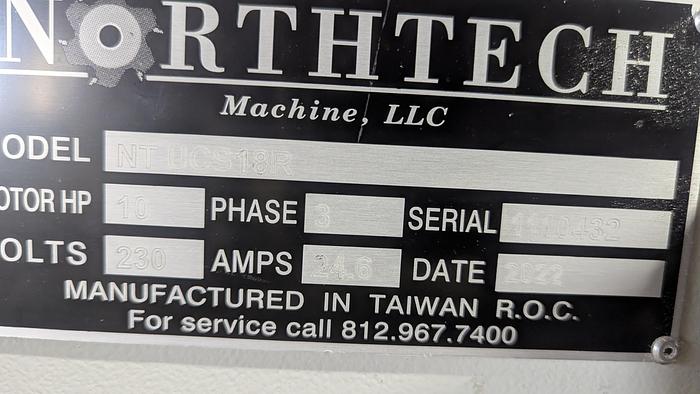 NORTHTECH
Machine, LLC
ODEL NT UCS18R
OTOR HP 10 PHASE 3 SERIAL
OLTS 230 AMPS 24.6 DATE 2022
MANUFACTURED IN TAIWAN R.O.C.
For service call 812.967.7400